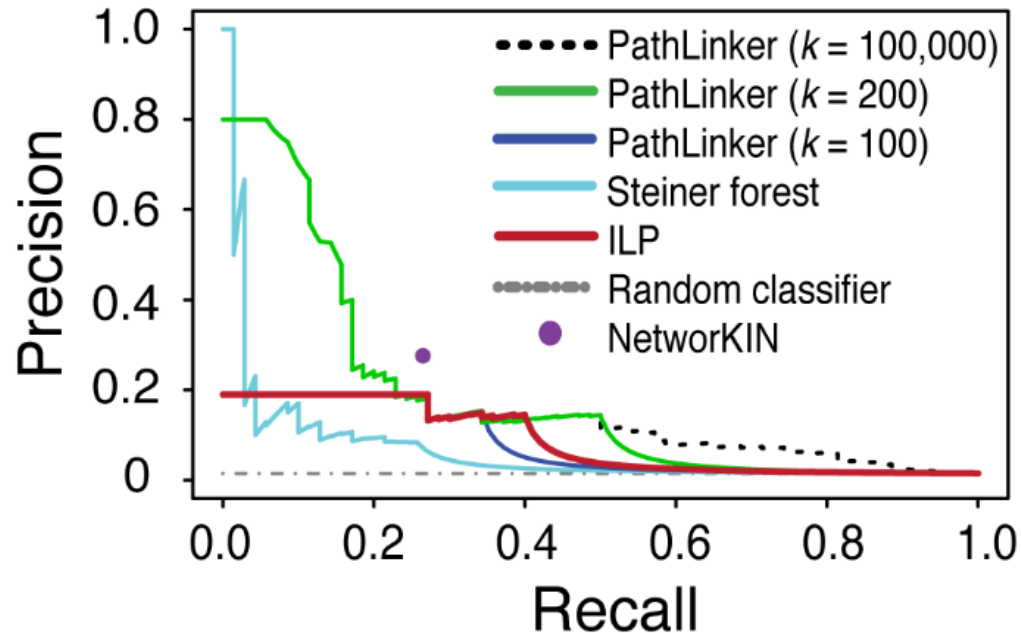 PathLinker (k = 100,000)
PathLinker (k = 200)
PathLinker (k = 100)
Steiner forest
ILP
Random classifier
NetworKIN
Precision
1.0
0.8
0.6
0.4
0.2
0
0.0 0.2 0.4 0.6 0.8 1.0
Recall